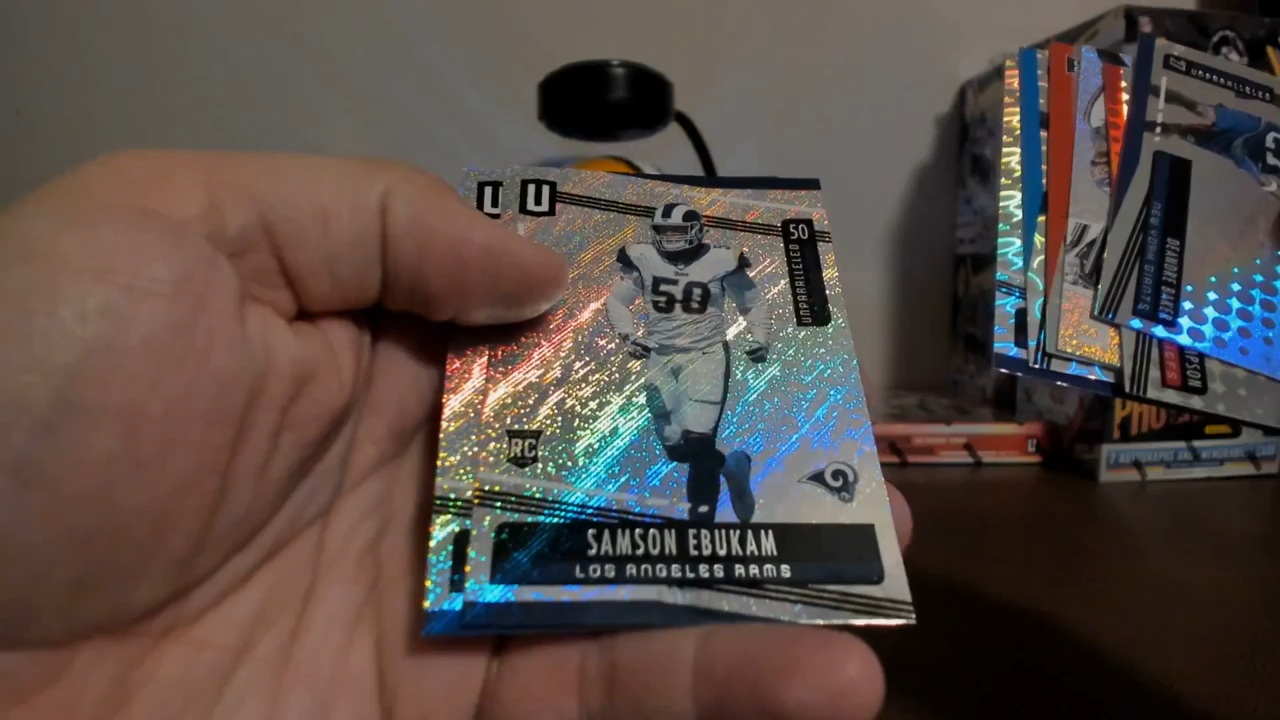 U
U
50
UNPARALLELED
50
RC
SAMSON EBUKAM
LOS ANGELES RAMS
UNPARALLELED
DEANDRE BAKER
NEW YORK GIANTS